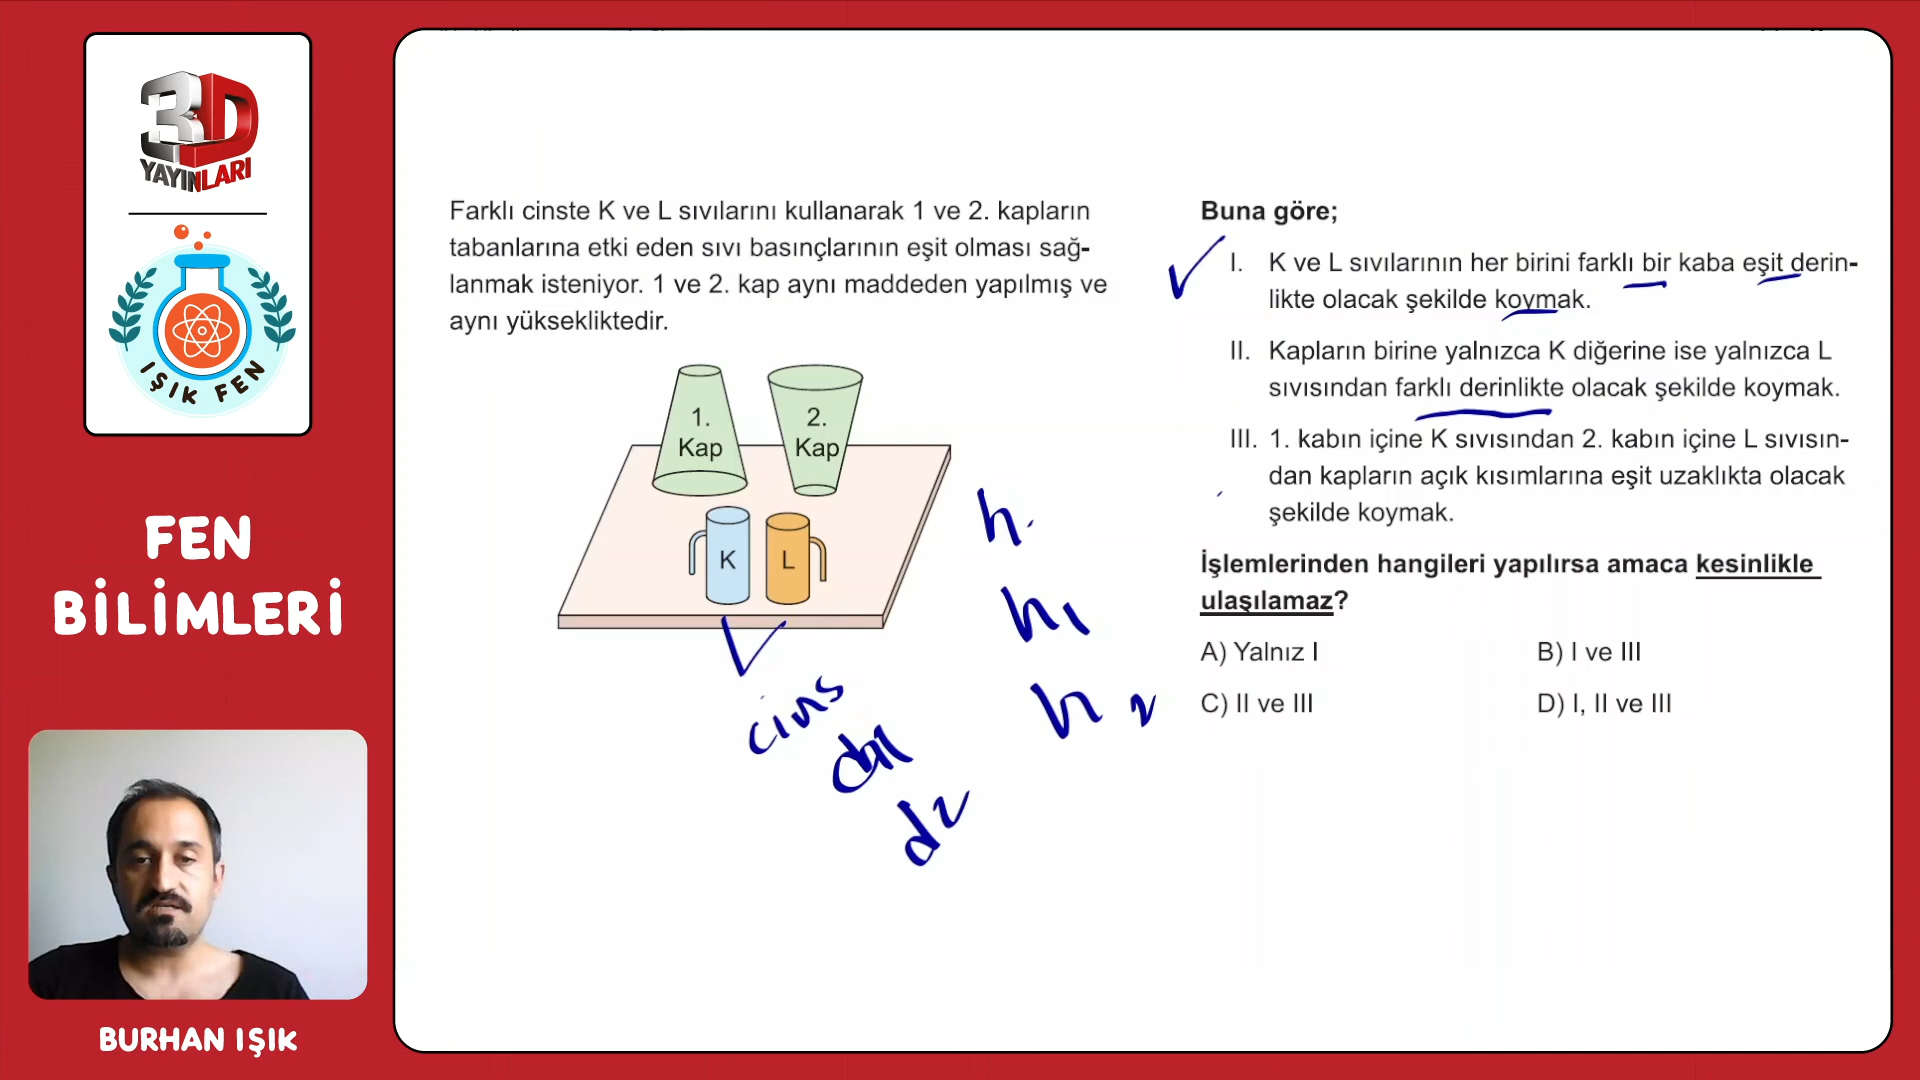 3D
YAYINLARI
IŞIK FEN
FEN
BİLİMLERİ
BURHAN IŞIK
Farklı cinste K ve L sıvılarını kullanarak 1 ve 2. kapların
tabanlarına etki eden sıvı basınçlarının eşit olması sağ-
lanmak isteniyor. 1 ve 2. kap aynı maddeden yapılmış ve
aynı yüksekliktedir.
1.
Kap
2.
Kap
K
L
cins
d1
d2
h
h1
h2
Buna göre;
I. K ve L sıvılarının her birini farklı bir kaba eşit derin-
likte olacak şekilde koymak.
II. Kapların birine yalnızca K diğerine ise yalnızca L
sıvısından farklı derinlikte olacak şekilde koymak.
III. 1. kabın içine K sıvısından 2. kabın içine L sıvısın-
dan kapların açık kısımlarına eşit uzaklıkta olacak
şekilde koymak.
İşlemlerinden hangileri yapılırsa amaca kesinlikle
ulaşılamaz?
A) Yalnız I
B) I ve III
C) II ve III
D) I, II ve III